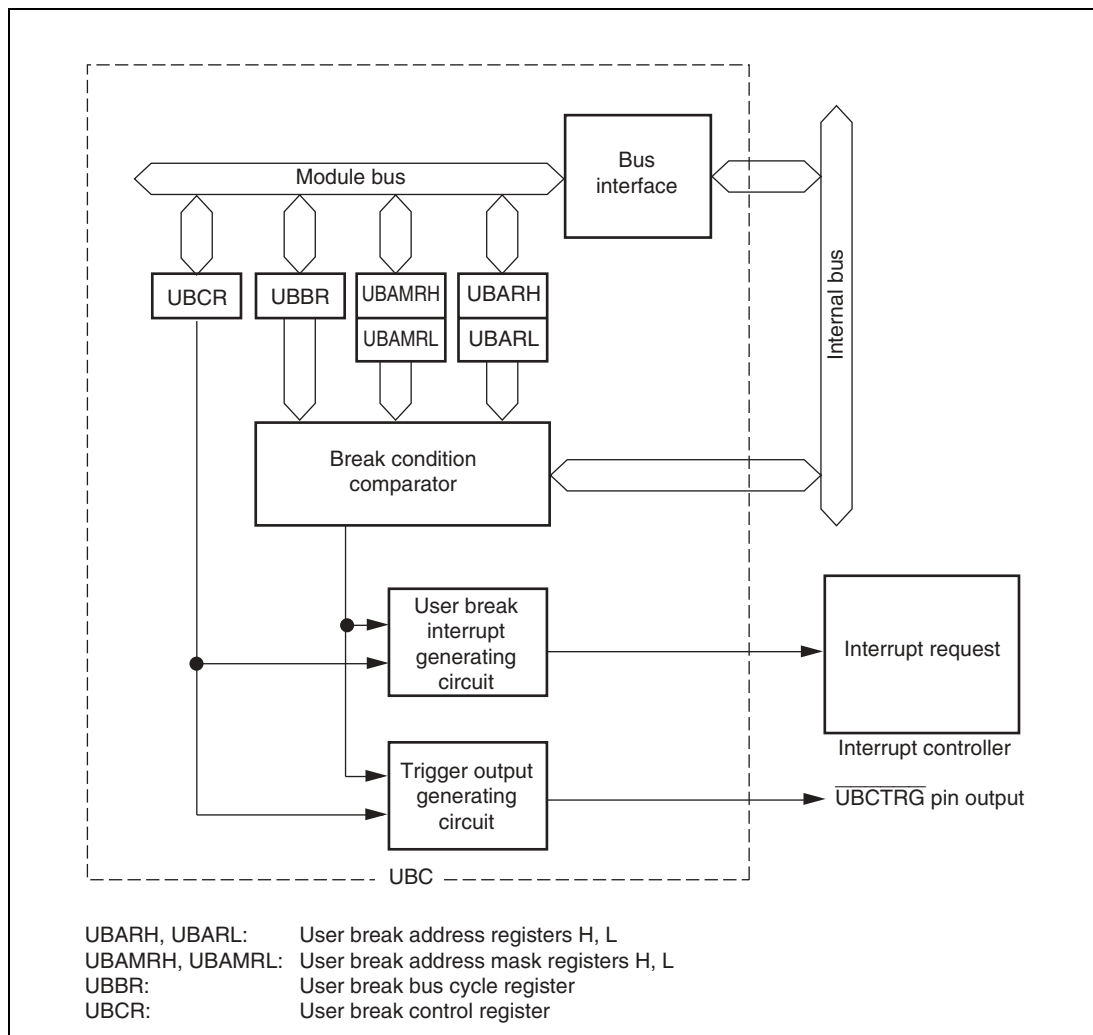 Bus
interface
Module bus
Internal bus
UBCR
UBBR
UBAMRH
UBARH
UBAMRL
UBARL
Break condition
comparator
User break
interrupt
generating
circuit
Interrupt request
Interrupt controller
Trigger output
generating
circuit
UBCTRG pin output
UBC
UBARH, UBARL: User break address registers H, L
UBAMRH, UBAMRL: User break address mask registers H, L
UBBR: User break bus cycle register
UBCR: User break control register